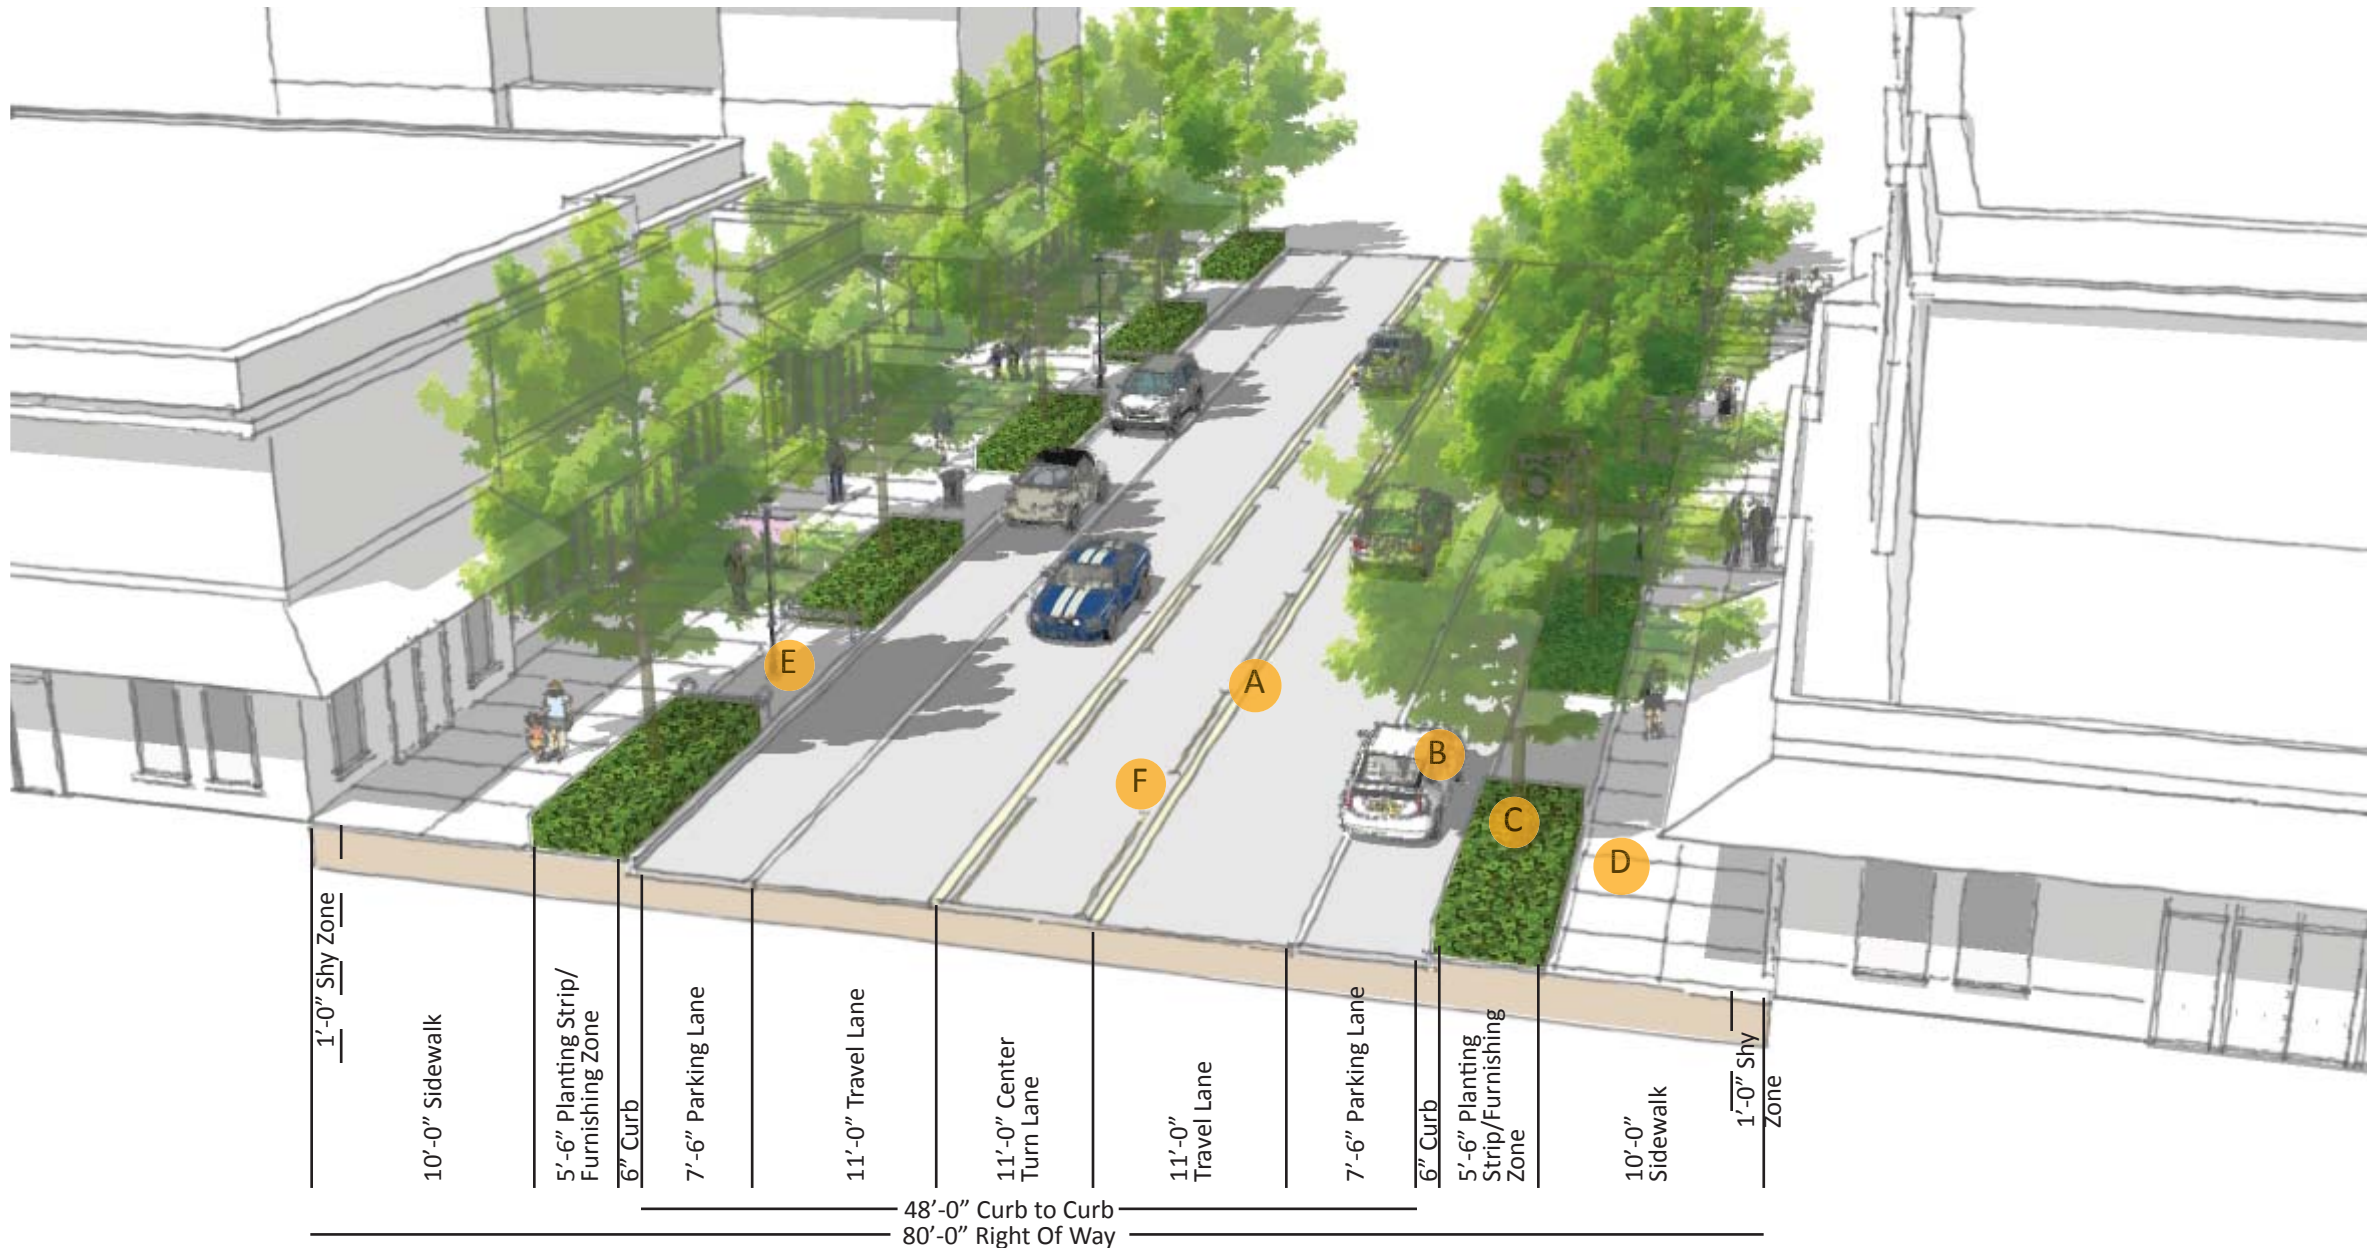 E
A
B
F
C
D
1’-0” Shy Zone
10’-0” Sidewalk
5’-6” Planting Strip/
Furnishing Zone
6” Curb
7’-6” Parking Lane
11’-0” Travel Lane
11’-0” Center
Turn Lane
11’-0”
Travel Lane
7’-6” Parking Lane
6” Curb
5’-6” Planting
Strip/Furnishing
Zone
10’-0”
Sidewalk
1’-0” Shy
Zone
48’-0” Curb to Curb
80’-0” Right Of Way